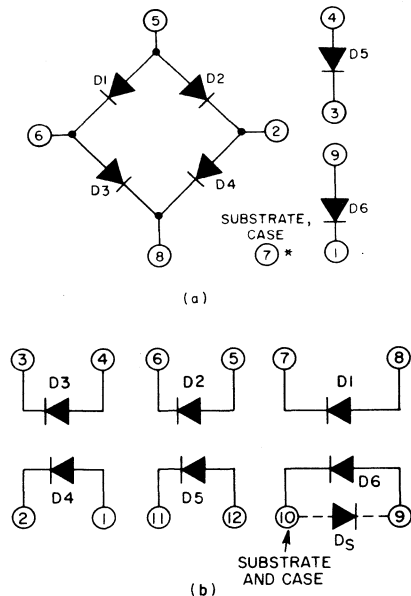 5
4
D1
D2
D5
6
2
3
9
D3
D4
D6
SUBSTRATE,
CASE
8
7 *
1
(a)
3 4 6 5 7 8
D3 D2 D1
D4 D5 D6
2 1 11 12 10 9
DS
SUBSTRATE
AND CASE
(b)